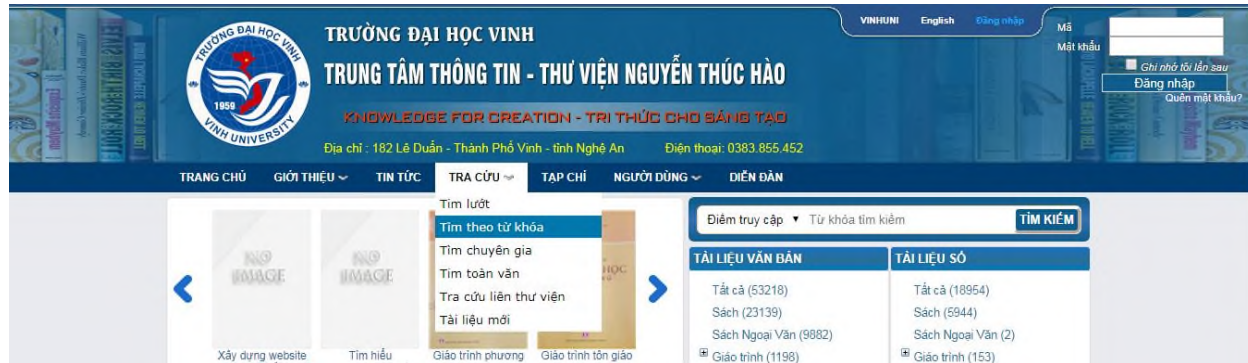 VINHUNI English Đăng nhập
Mã
Mật khẩu
Ghi nhớ tôi lần sau
Đăng nhập
Quên mật khẩu?
TRƯỜNG ĐẠI HỌC VINH
1959
VINH UNIVERSITY
TRƯỜNG ĐẠI HỌC VINH
TRUNG TÂM THÔNG TIN - THƯ VIỆN NGUYỄN THÚC HÀO
KNOWLEDGE FOR CREATION - TRI THỨC CHO SÁNG TẠO
Địa chỉ : 182 Lê Duẩn - Thành Phố Vinh - tỉnh Nghệ An Điện thoại: 0383.855.452
TRANG CHỦ GIỚI THIỆU TIN TỨC TRA CỨU TẠP CHÍ NGƯỜI DÙNG DIỄN ĐÀN
Tìm lướt
Tìm theo từ khóa
Tìm chuyên gia
Tìm toàn văn
Tra cứu liên thư viện
Tài liệu mới
NO IMAGE
NO IMAGE
HỌC
Xây dựng website
Tìm hiểu
Giáo trình phương
Giáo trình tôn giáo
Điểm truy cập ▼ Từ khóa tìm kiếm TÌM KIẾM
TÀI LIỆU VĂN BẢN
Tất cả (53218)
Sách (23139)
Sách Ngoại Văn (9882)
Giáo trình (1198)
TÀI LIỆU SỐ
Tất cả (18954)
Sách (5944)
Sách Ngoại Văn (2)
Giáo trình (153)